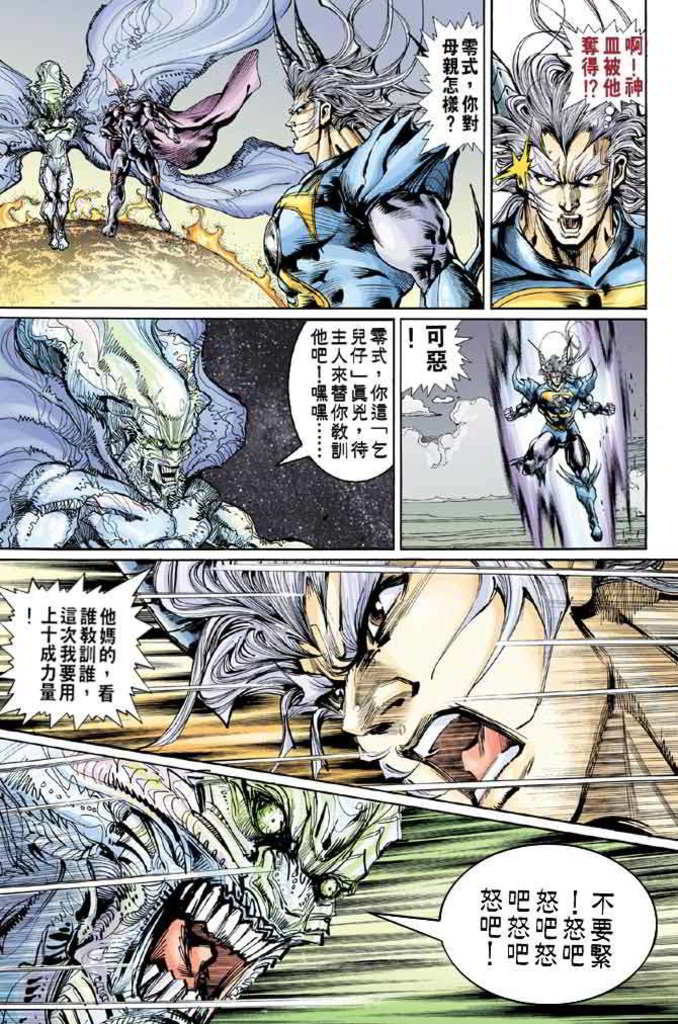 啊！神
皿被他
奪得！？
零式，你對
母親怎樣？
可惡
！
零式，你這「乞
兒仔」真兇，待
主人來替你教訓
他吧！嘿嘿……
他媽的，看
誰教訓誰，
這次我要用
上十成力量
！
不要緊
！怒吧
怒吧怒
吧怒吧
怒吧！